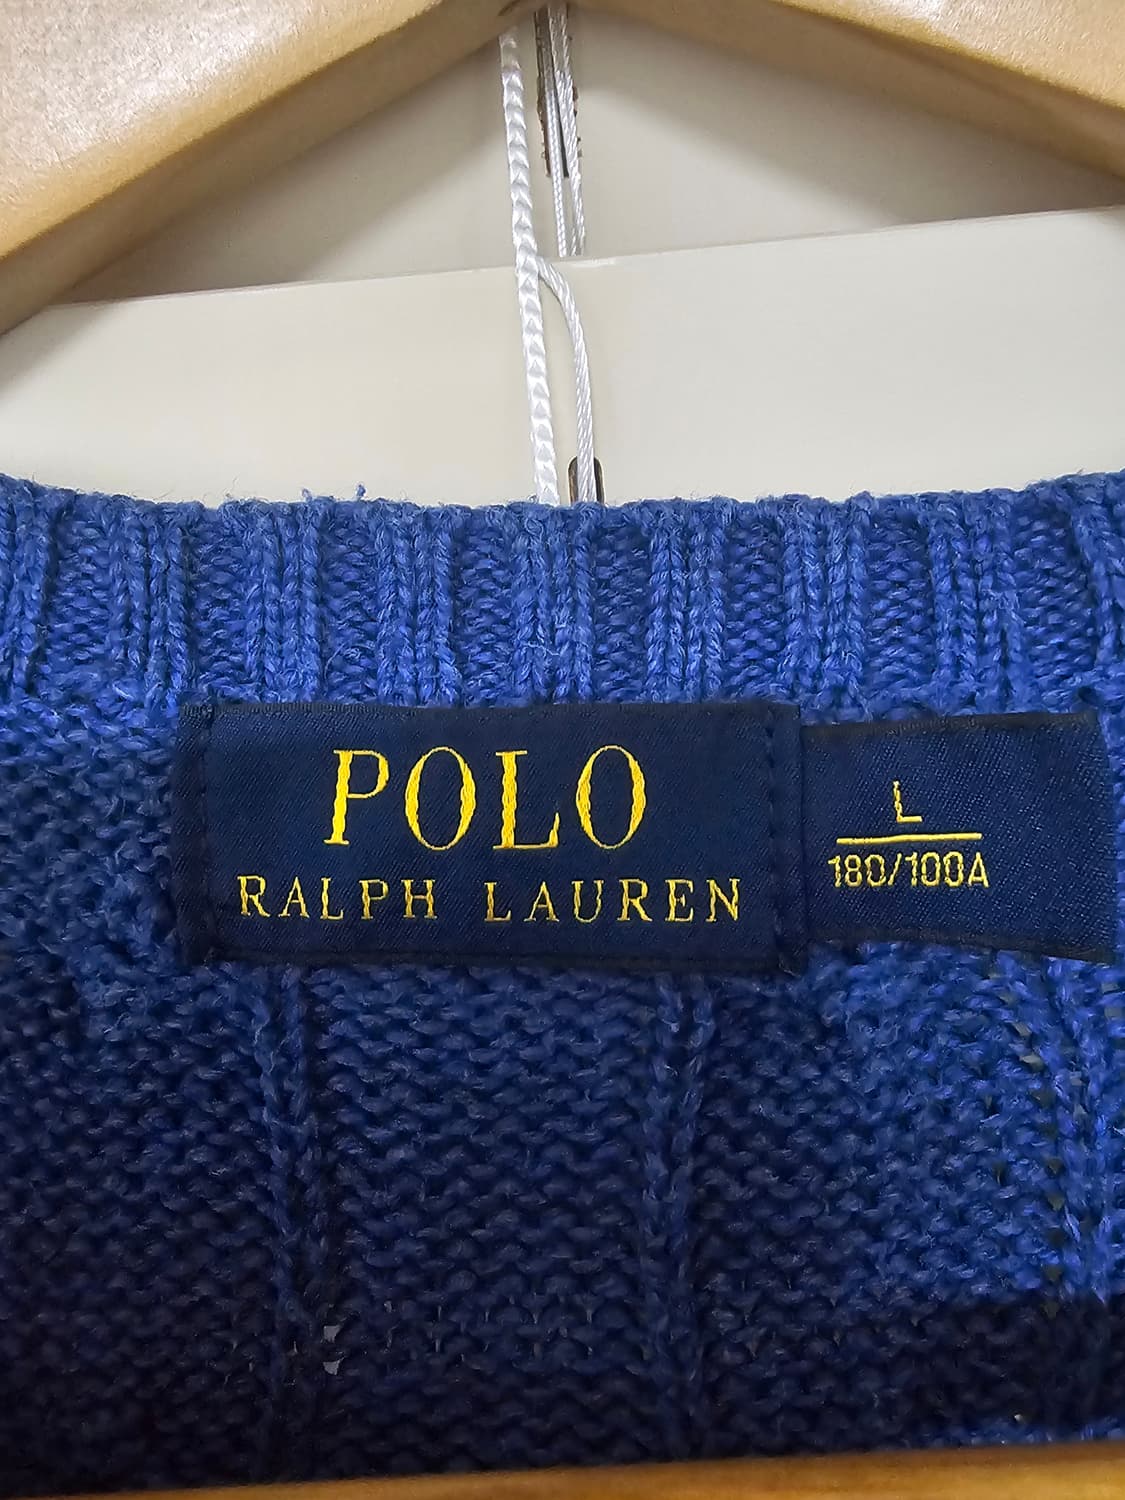 POLO
RALPH LAUREN
L
180/100A